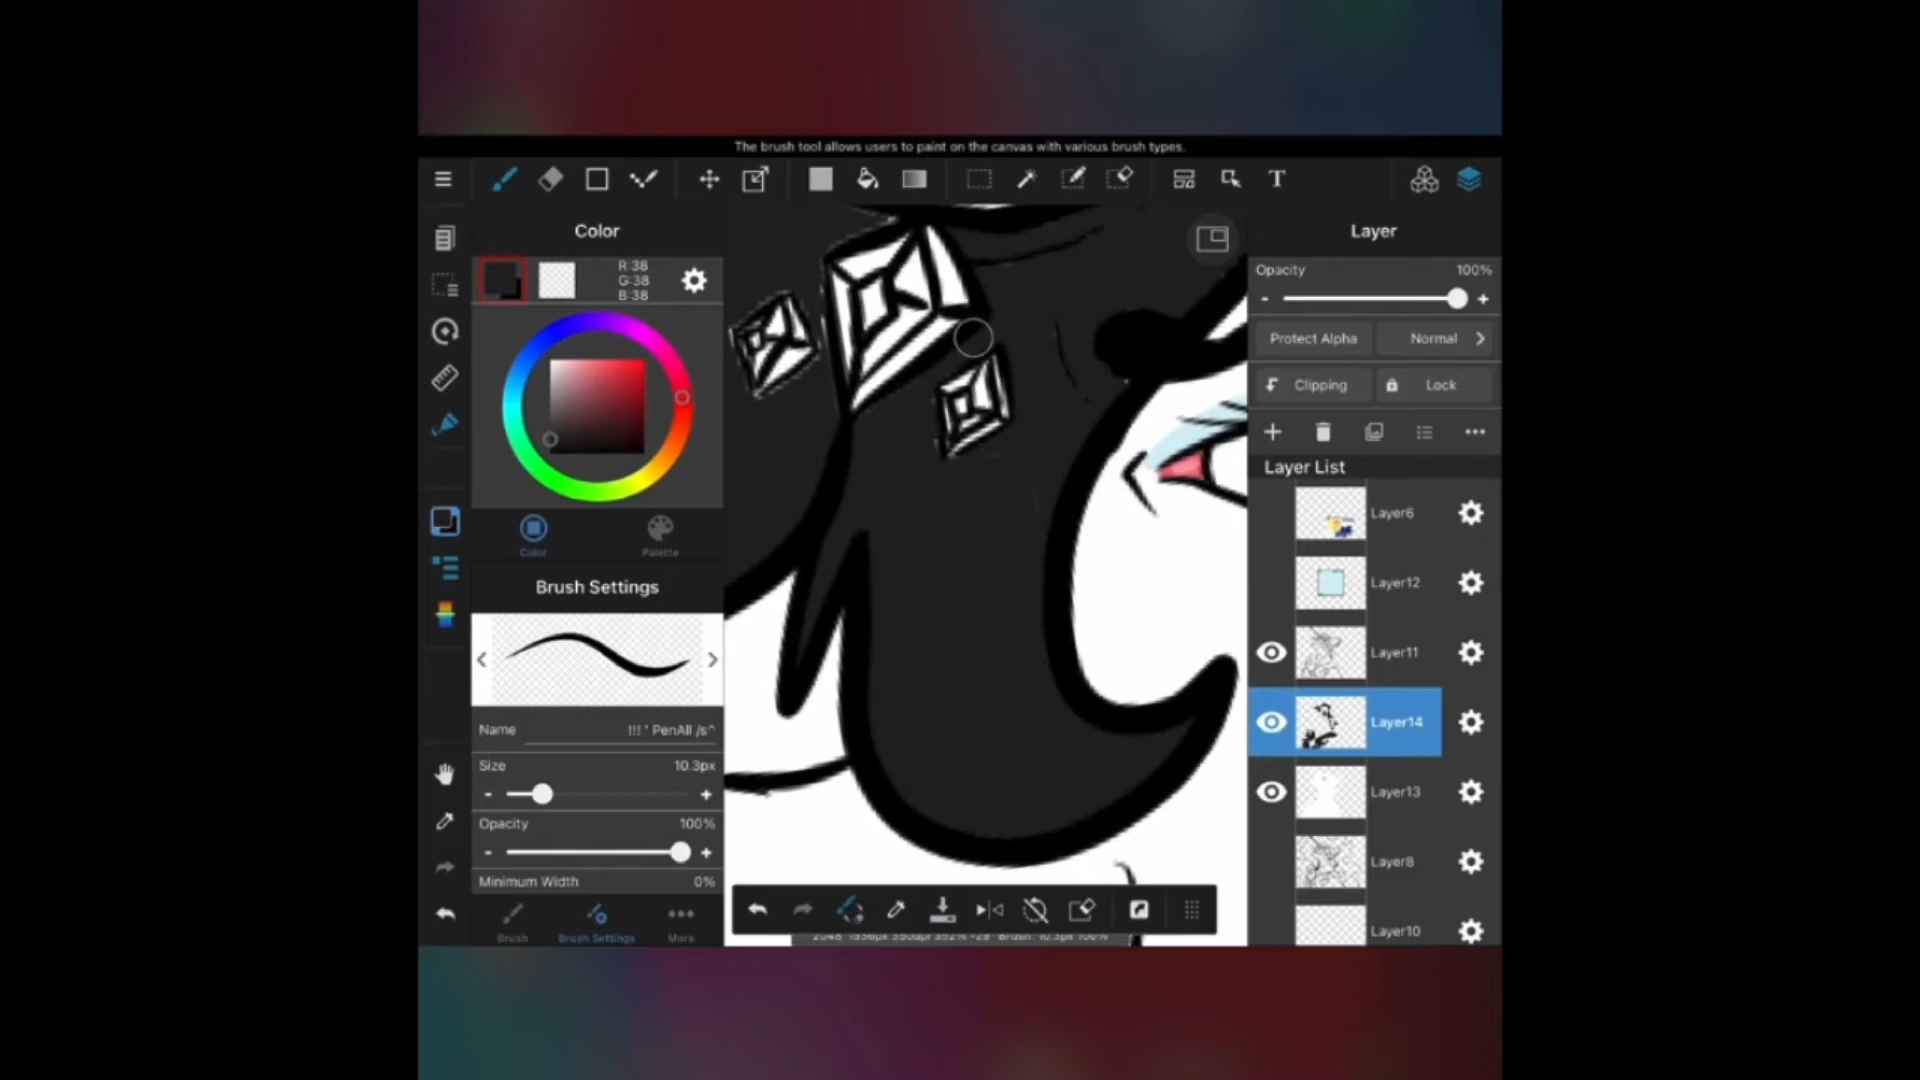 The brush tool allows users to paint on the canvas with various brush types.
T
Color
R:38
G:38
B:38
Color
Palette
Brush Settings
Name
!!! ' PenAll /s^
Size
10.3px
-
+
Opacity
100%
-
+
Minimum Width
0%
Brush
Brush Settings
More
Layer
Opacity
100%
-
+
Protect Alpha
Normal
Clipping
Lock
Layer List
Layer6
Layer12
Layer11
Layer14
Layer13
Layer8
Layer10